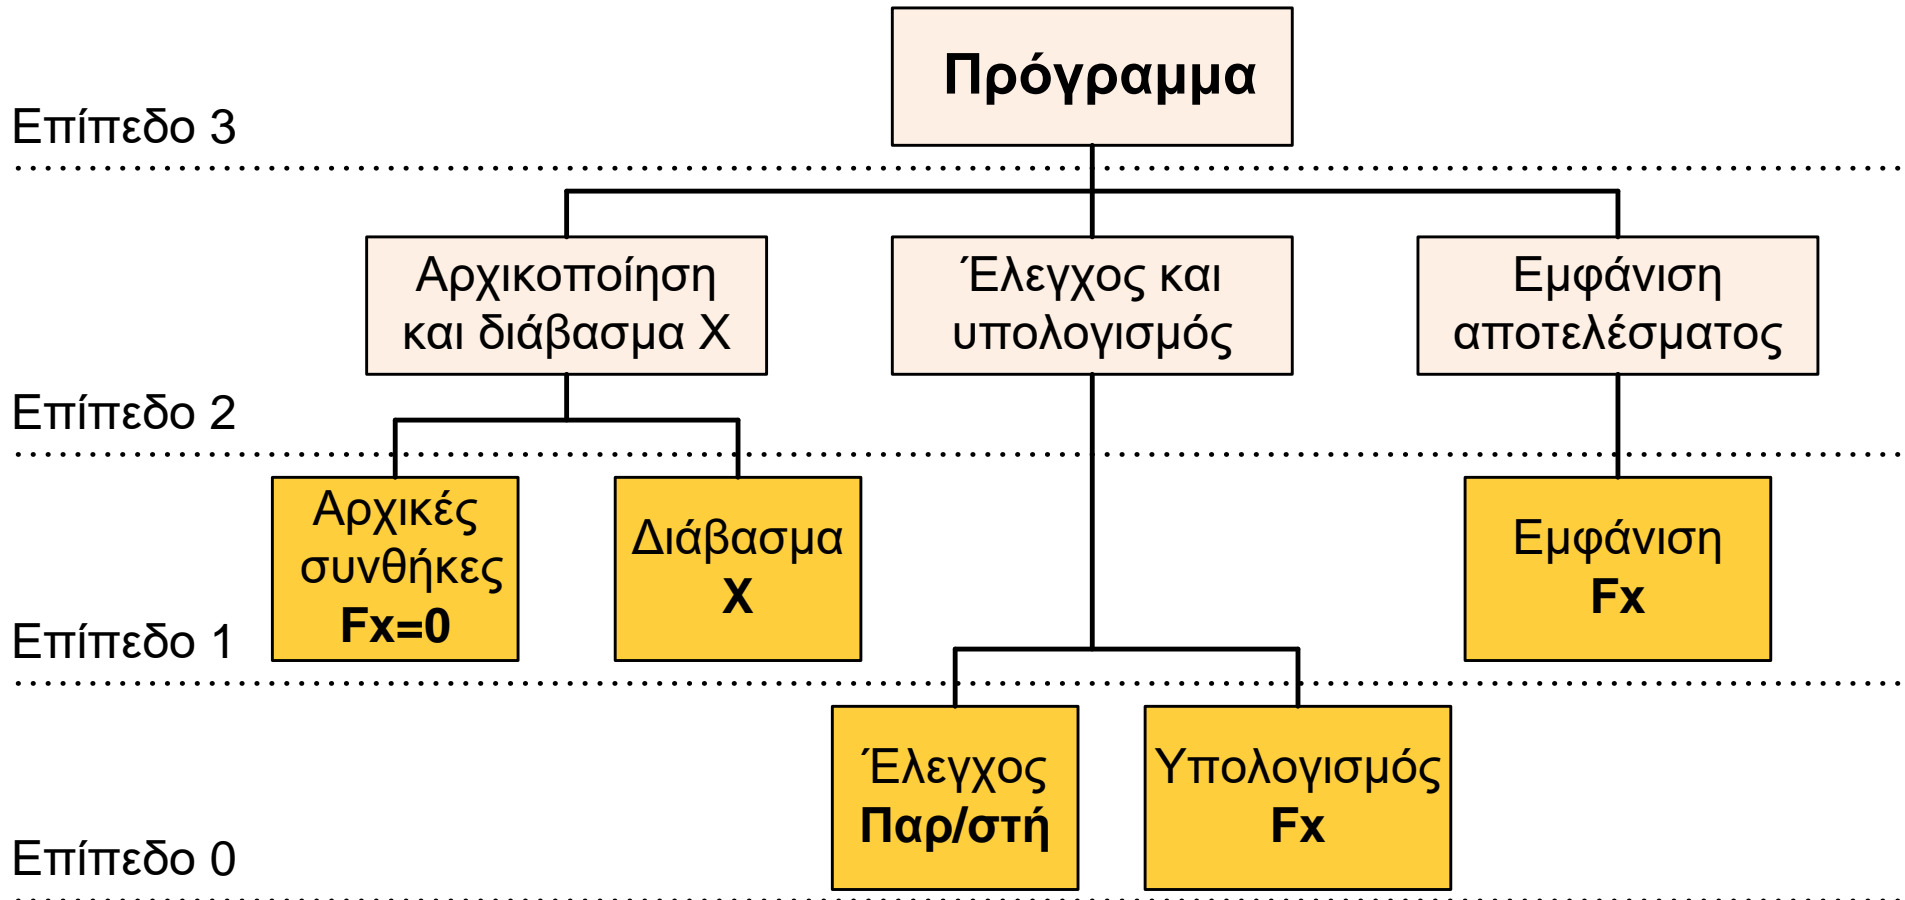 Πρόγραμμα
Επίπεδο 3
Αρχικοποίηση
και διάβασμα Χ
Έλεγχος και
υπολογισμός
Εμφάνιση
αποτελέσματος
Επίπεδο 2
Αρχικές
συνθήκες
Fx=0
Διάβασμα
X
Εμφάνιση
Fx
Επίπεδο 1
Έλεγχος
Παρ/στή
Υπολογισμός
Fx
Επίπεδο 0